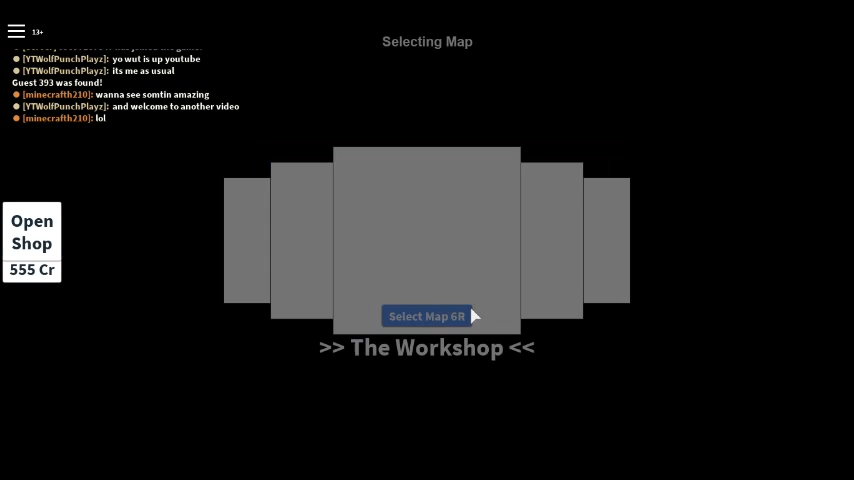 13+
Selecting Map
[YTWolfPunchPlayz]: yo wut is up youtube
[YTWolfPunchPlayz]: its me as usual
Guest 393 was found!
[minecrafth210]: wanna see somtin amazing
[YTWolfPunchPlayz]: and welcome to another video
[minecrafth210]: lol
Open
Shop
555 Cr
Select Map 6R
>> The Workshop <<